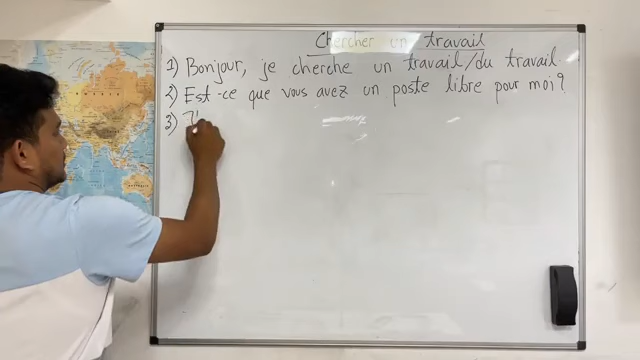 Chercher un travail
1) Bonjour, je cherche un travail/du travail
2) Est-ce que vous avez un poste libre pour moi?
3) J'